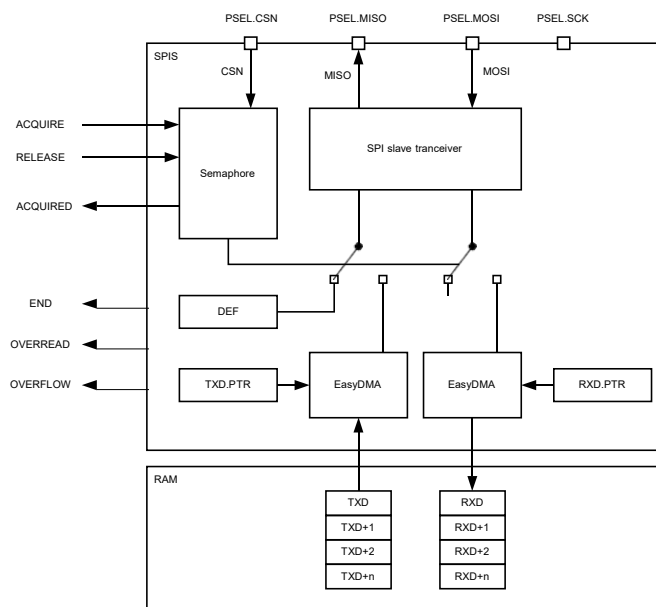 PSEL.CSN PSEL.MISO PSEL.MOSI PSEL.SCK
SPIS
CSN MISO MOSI
ACQUIRE
RELEASE
ACQUIRED
Semaphore
SPI slave tranceiver
END
OVERREAD
OVERFLOW
DEF
TXD.PTR EasyDMA EasyDMA RXD.PTR
RAM
TXD RXD
TXD+1 RXD+1
TXD+2 RXD+2
TXD+n RXD+n